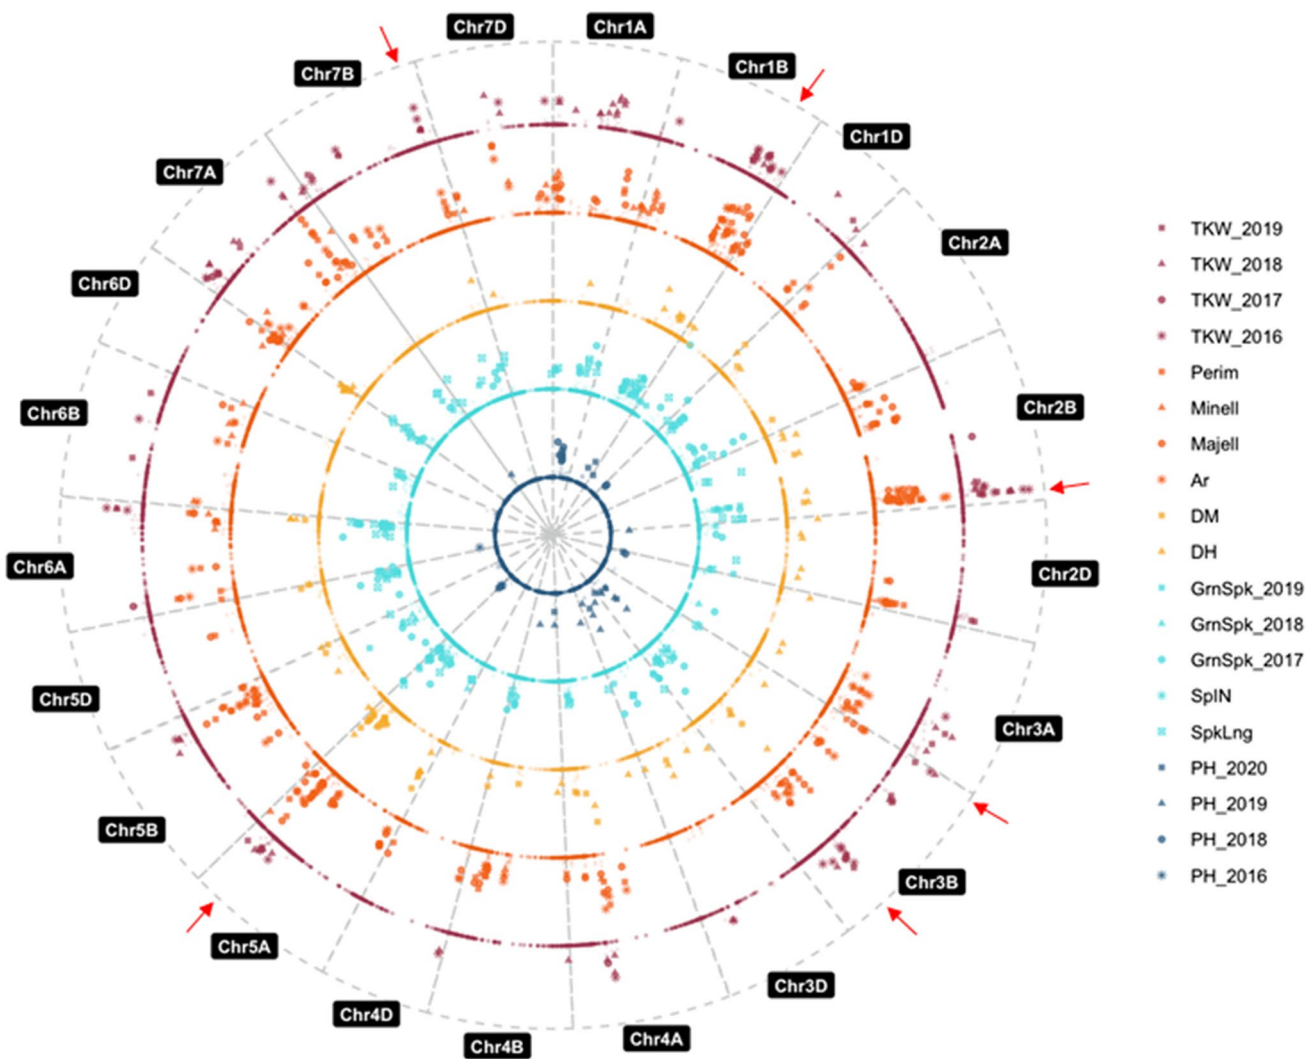 Chr7D
Chr1A
Chr7B
Chr1B
Chr1D
Chr7A
Chr2A
Chr6D
Chr2B
Chr6B
Chr6A
Chr2D
Chr5D
Chr3A
Chr5B
Chr3B
Chr5A
Chr3D
Chr4D
Chr4B
Chr4A
TKW_2019
TKW_2018
TKW_2017
TKW_2016
Perim
Minell
Majell
Ar
DM
DH
GrnSpk_2019
GrnSpk_2018
GrnSpk_2017
SpIN
SpkLng
PH_2020
PH_2019
PH_2018
PH_2016